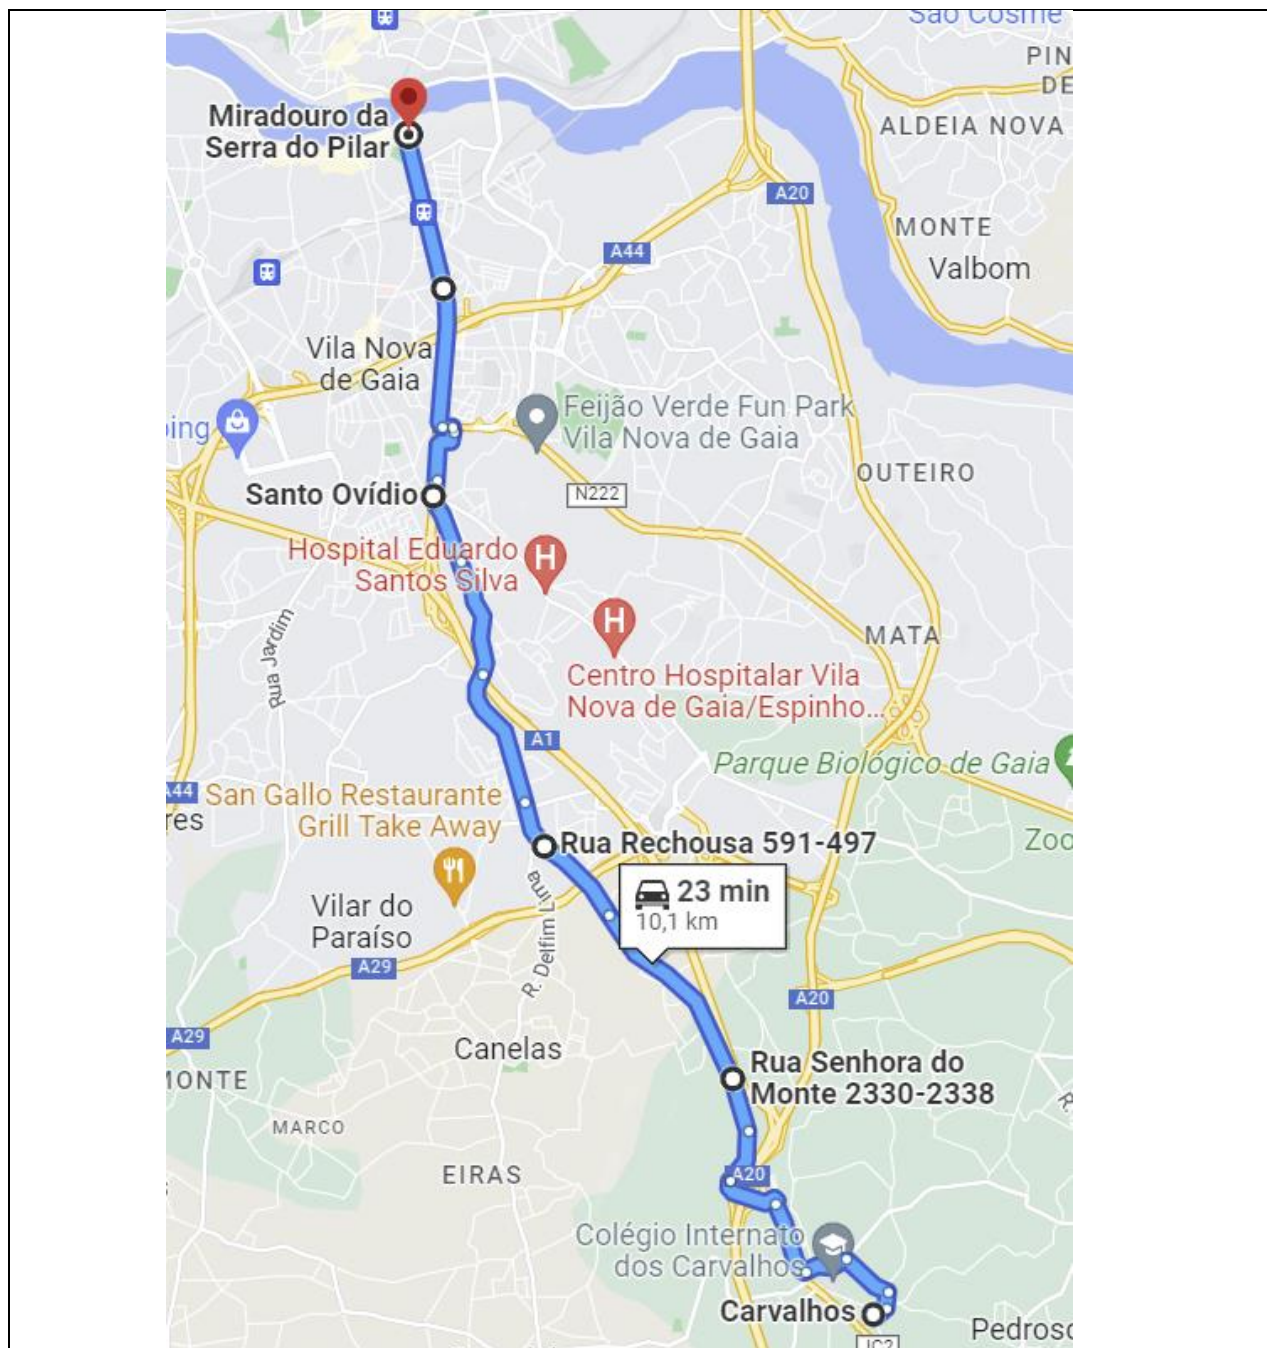 São Cosme
PIN
DE
Miradouro da
Serra do Pilar
ALDEIA NOVA
A20
MONTE
A44
Valbom
Vila Nova
de Gaia
Feijão Verde Fun Park
Vila Nova de Gaia
ing
OUTEIRO
Santo Ovídio
N222
Hospital Eduardo
Santos Silva
H
H
Rua Jardim
MATA
Centro Hospitalar Vila
Nova de Gaia/Espinho...
A1
Parque Biológico de Gaia
A44
San Gallo Restaurante
Grill Take Away
res
Rua Rechousa 591-497
Zoo
23 min
10,1 km
R. Delfim Lima
Vilar do
Paraíso
A29
A20
A29
Canelas
Rua Senhora do
Monte 2330-2338
MONTE
R.
MARCO
EIRAS
A20
Colégio Internato
dos Carvalhos
Carvalhos
Pedroso
IC2